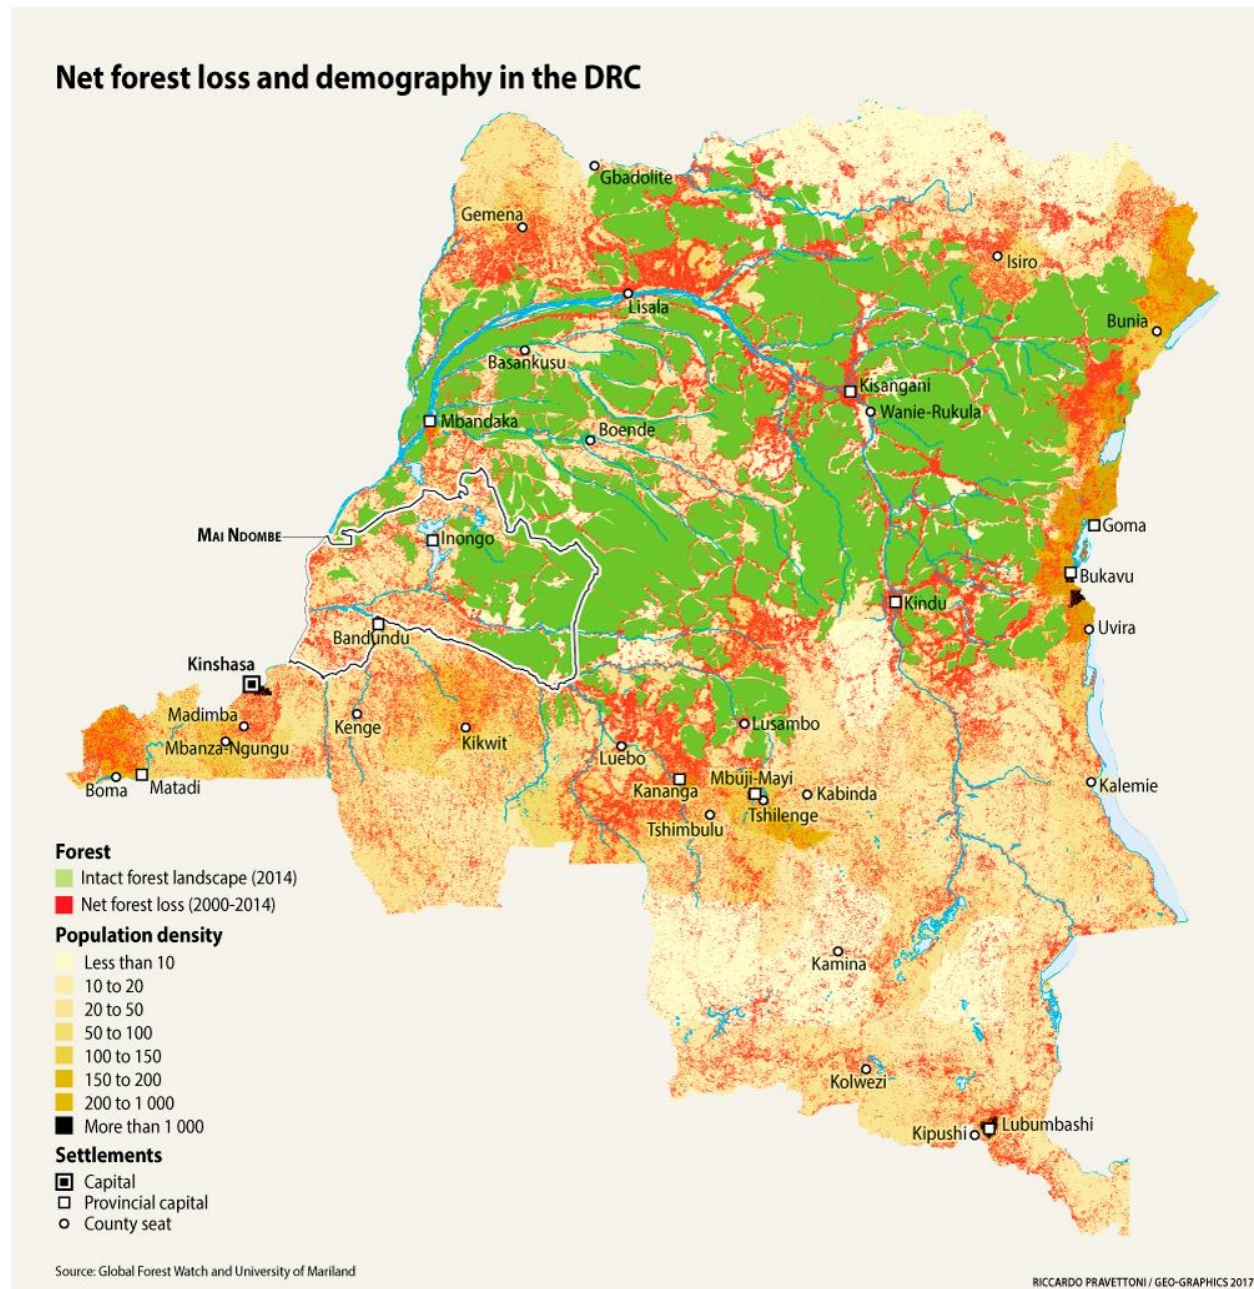 Net forest loss and demography in the DRC
Gbadolite
Gemena
Isiro
Lisala
Bunia
Basankusu
Kisangani
Wanie-Rukula
Mbandaka
Boende
MAI NDOMBE
Inongo
Goma
Bukavu
Kindu
Uvira
Bandundu
Kinshasa
Madimba
Kenge
Kikwit
Lusambo
Mbanza-Ngungu
Luebo
Boma
Matadi
Kananga
Mbuji-Mayi
Kabinda
Kalemie
Tshilenge
Tshimbulu
Forest
Intact forest landscape (2014)
Net forest loss (2000-2014)
Population density
Less than 10
10 to 20
20 to 50
50 to 100
100 to 150
150 to 200
200 to 1 000
More than 1 000
Kamina
Kolwezi
Kipushi
Lubumbashi
Settlements
Capital
Provincial capital
County seat
Source: Global Forest Watch and University of Mariland
RICCARDO PRAVETTONI / GEO-GRAPHICS 2017